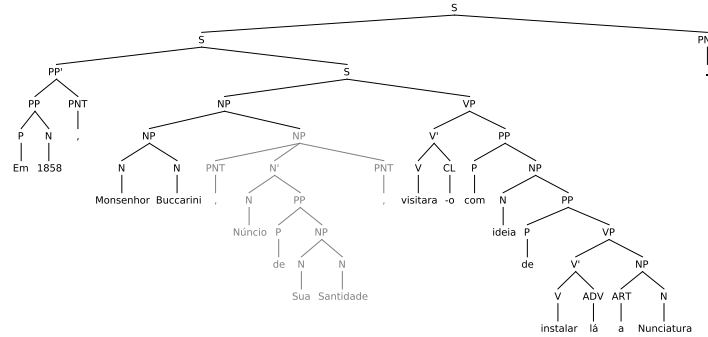 S
S PN
PP' S
PP PNT NP VP
P N , NP NP V' PP
Em 1858 N N PNT N' PNT V CL P NP
Monsenhor Buccarini , N PP , visitara -o com N PP
Núncio P NP ideia P VP
de N N de V' NP
Sua Santidade V ADV ART N
instalar lá a Nunciatura
.